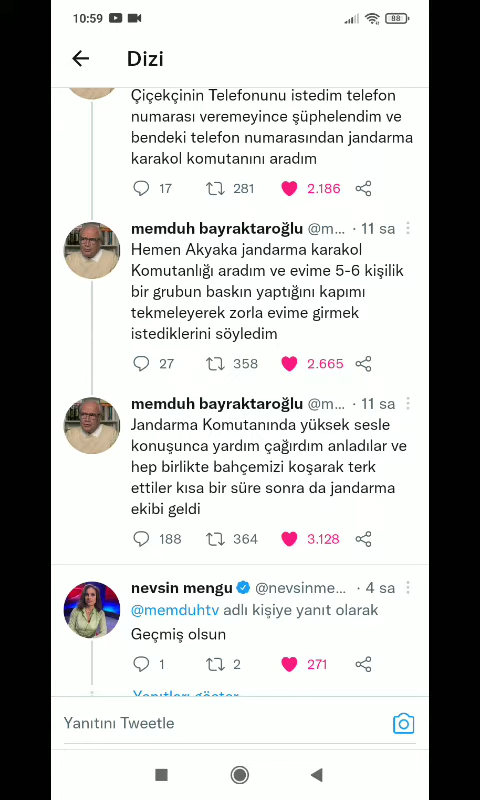 10:59
88
Dizi
Çiçekçinin Telefonunu istedim telefon
numarası veremeyince şüphelendim ve
bendeki telefon numarasından jandarma
karakol komutanını aradım
17 281 2.186
memduh bayraktaroğlu @m... · 11 sa
Hemen Akyaka jandarma karakol
Komutanlığı aradım ve evime 5-6 kişilik
bir grubun baskın yaptığını kapımı
tekmeleyerek zorla evime girmek
istediklerini söyledim
27 358 2.665
memduh bayraktaroğlu @m... · 11 sa
Jandarma Komutanında yüksek sesle
konuşunca yardım çağırdım anladılar ve
hep birlikte bahçemizi koşarak terk
ettiler kısa bir süre sonra da jandarma
ekibi geldi
188 364 3.128
nevsin mengu @nevsinme... · 4 sa
@memduhtv adlı kişiye yanıt olarak
Geçmiş olsun
1 2 271
Yanıtları göster
Yanıtını Tweetle